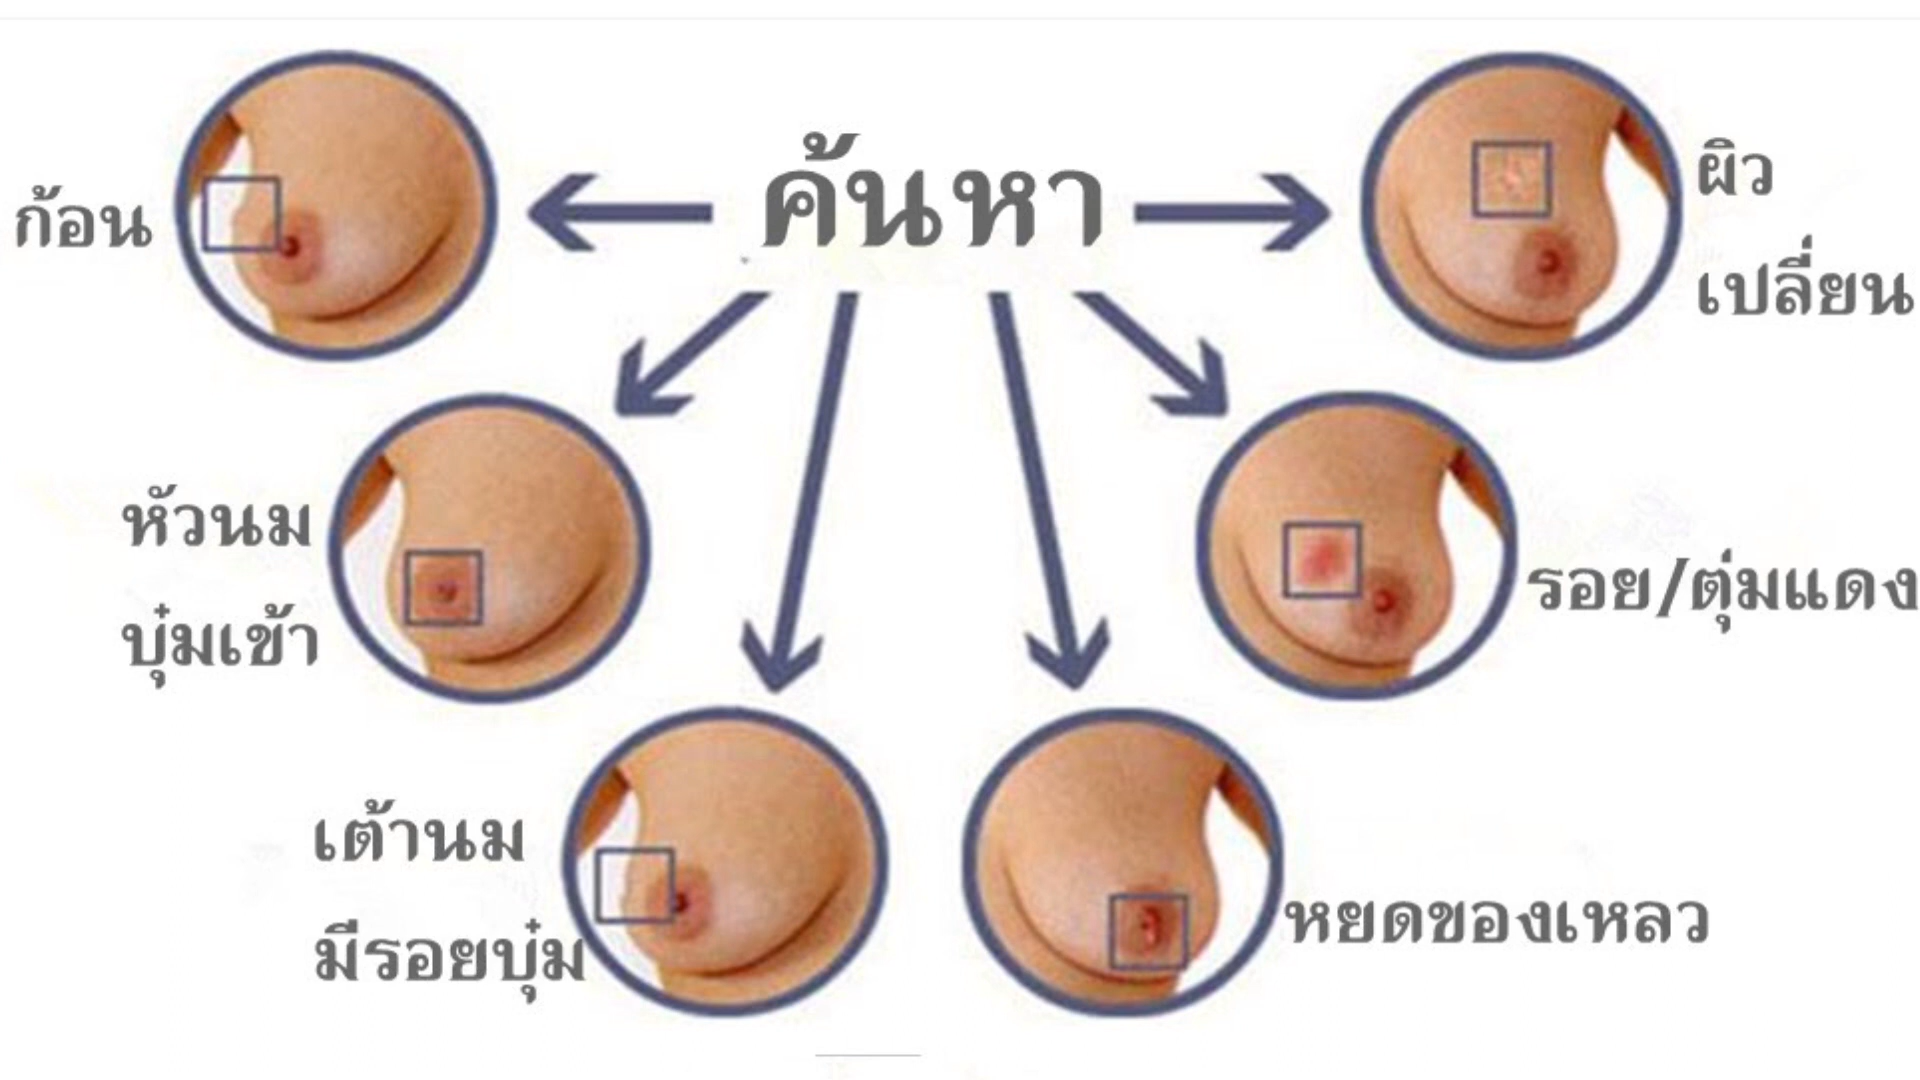 ค้นหา
ก้อน
ผิว
เปลี่ยน
หัวนม
บุ๋มเข้า
รอย/ตุ่มแดง
เต้านม
มีรอยบุ๋ม
หยดของเหลว